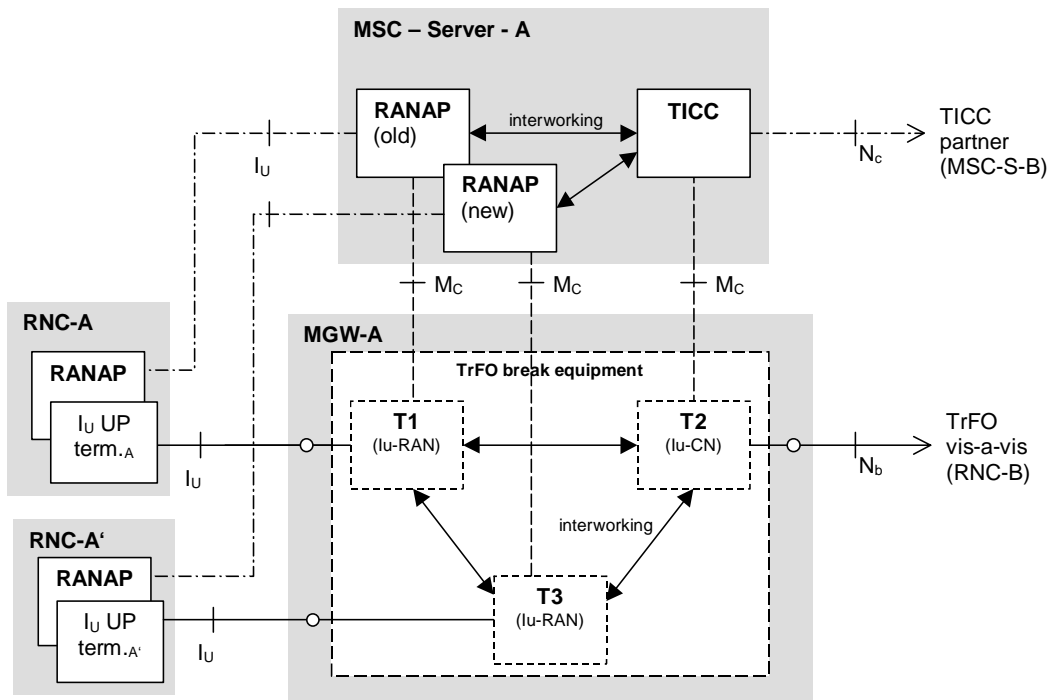 MSC – Server - A
RANAP
(old)
interworking
TICC
RANAP
(new)
TICC
partner
(MSC-S-B)
IU
NC
IU
MC
MC
MC
RNC-A
RANAP
IU UP
term.A
IU
MGW-A
TrFO break equipment
T1
(Iu-RAN)
T2
(Iu-CN)
TrFO
vis-a-vis
(RNC-B)
Nb
interworking
RNC-A‘
RANAP
IU UP
term.A‘
IU
T3
(Iu-RAN)